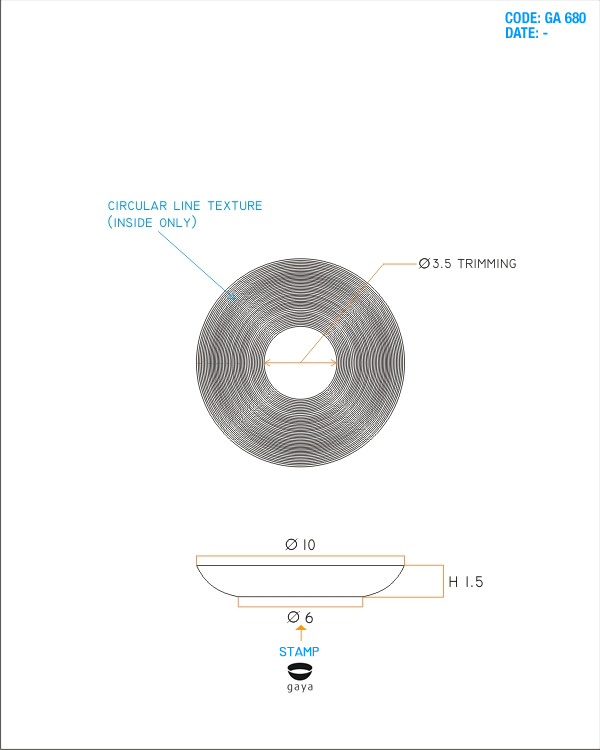 CODE: GA 680
DATE: -
CIRCULAR LINE TEXTURE
(INSIDE ONLY)
Ø3.5 TRIMMING
Ø 10
H 1.5
Ø 6
STAMP
gaya